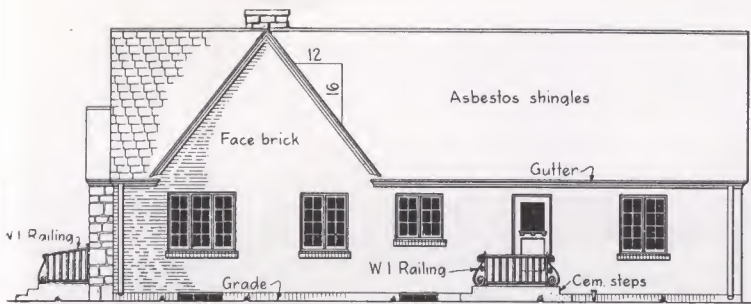 12
16
Asbestos shingles
Face brick
Gutter
W I Railing
W I Railing
Cem. steps
Grade